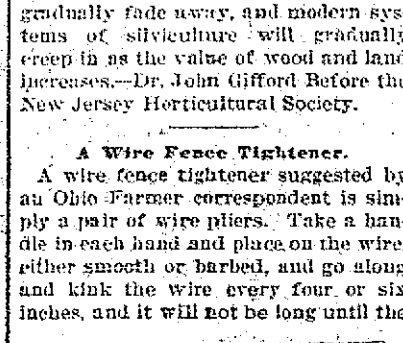 gradually fade away, and modern sys-
tems of silviculture will gradually
creep in as the value of wood and land
increases.—Dr. John Gifford Before the
New Jersey Horticultural Society.
A Wire Fence Tightener.
A wire fence tightener suggested by
an Ohio Farmer correspondent is sim-
ply a pair of wire pliers. Take a han-
dle in each hand and place on the wire,
either smooth or barbed, and go along
and kink the wire every four or six
inches, and it will not be long until the